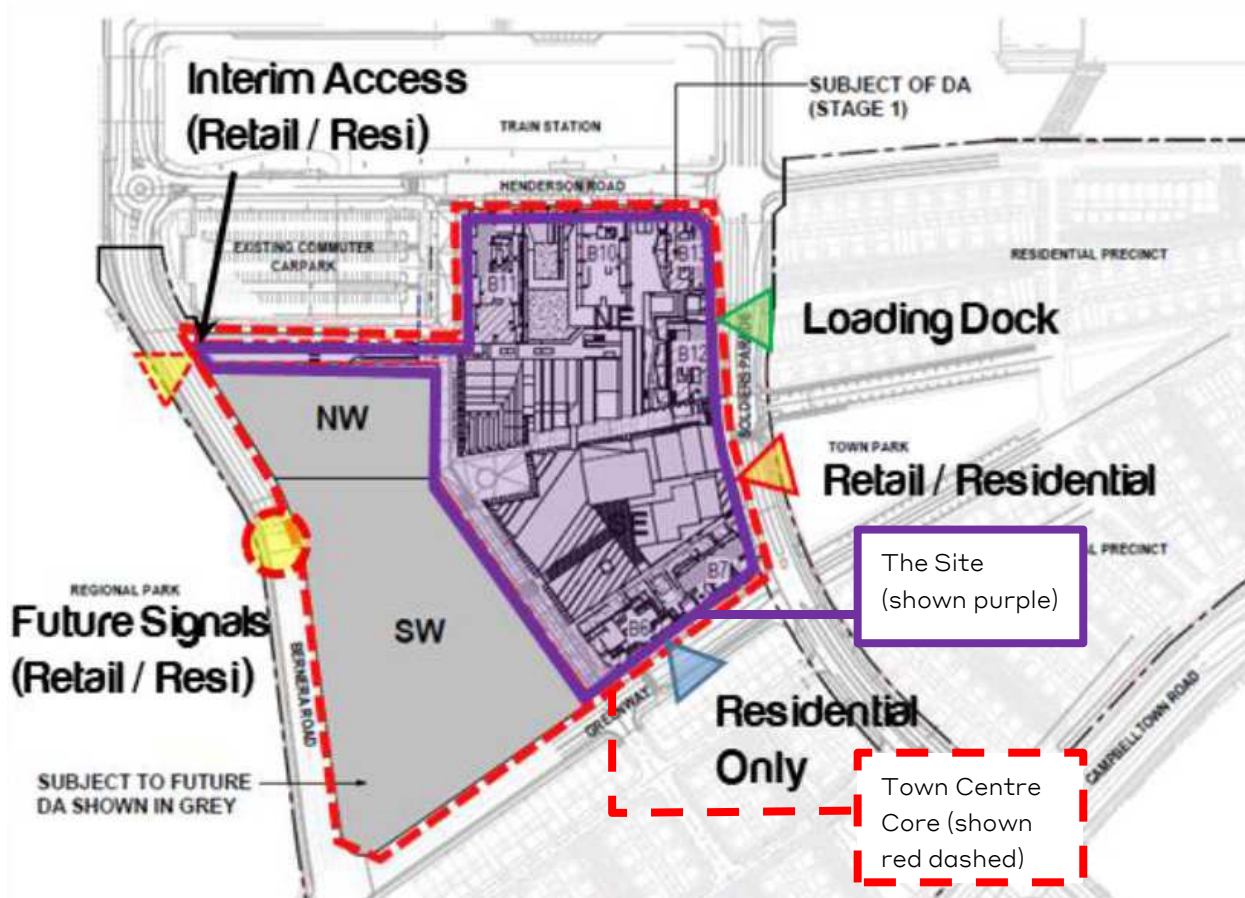 Interim Access
(Retail / Resi)
SUBJECT OF DA
(STAGE 1)
TRAIN STATION
HENDERSON ROAD
EXISTING COMMUTER
CARPARK
RESIDENTIAL PRECINCT
B11
B10
B13
NE
B12
Loading Dock
SOLDIERS PARADE
NW
TOWN PARK
Retail / Residential
PRECINCT
The Site
(shown purple)
B7
B6
REGIONAL PARK
Future Signals
(Retail / Resi)
SW
BERNERA ROAD
GREENWAY
Residential
Only
CAMPBELLTOWN ROAD
SUBJECT TO FUTURE
DA SHOWN IN GREY
Town Centre
Core (shown
red dashed)